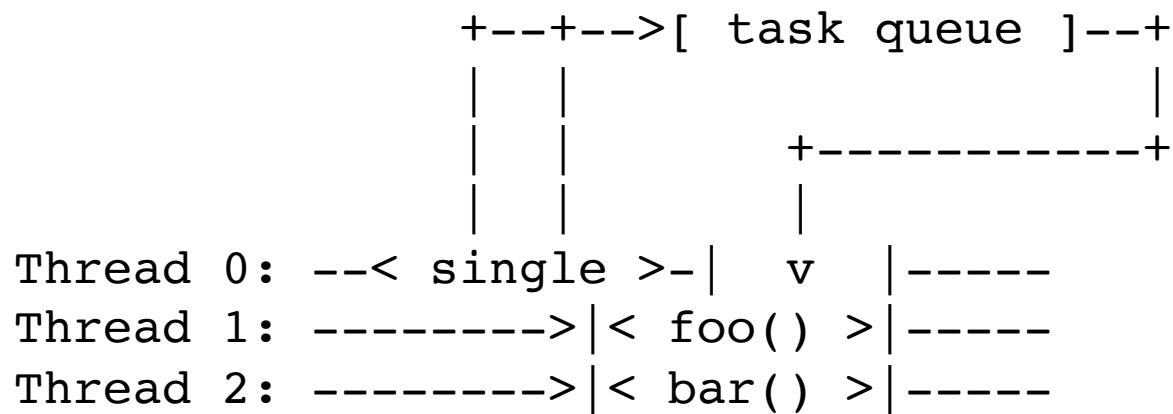 +--+-->[ task queue ]--+
| | |
| | +-----------+
| | |
Thread 0: --< single >-| v |-----
Thread 1: -------->|< foo() >|-----
Thread 2: -------->|< bar() >|-----